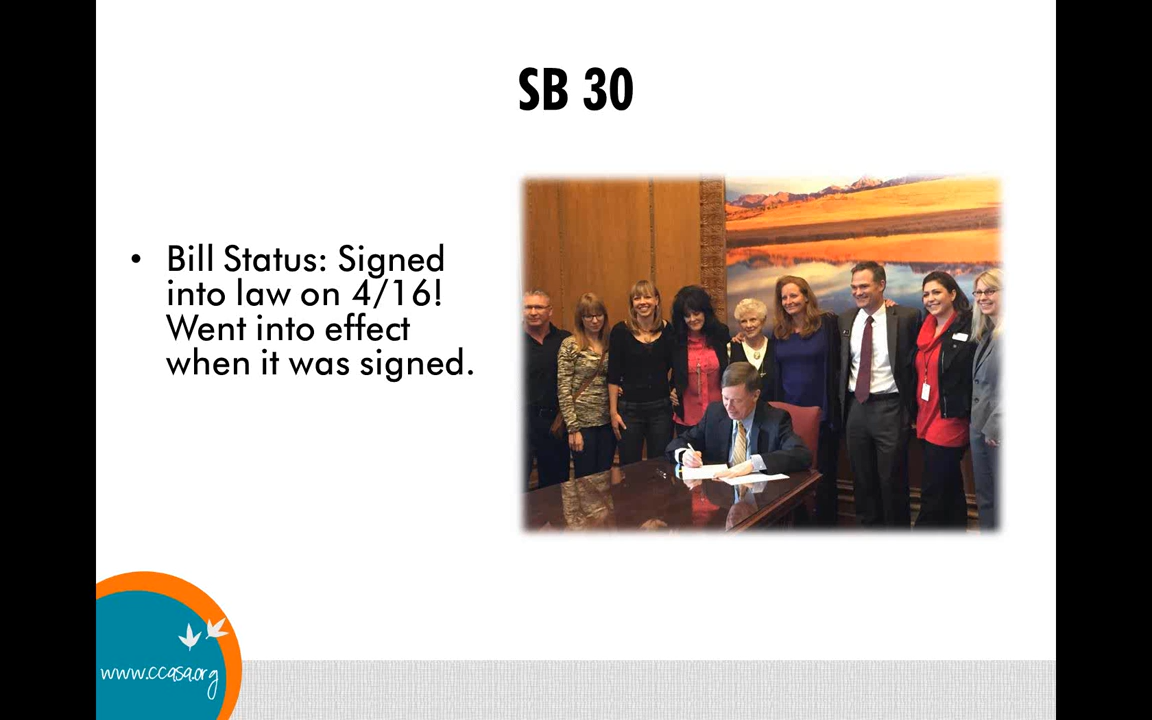 SB 30
• Bill Status: Signed
into law on 4/16!
Went into effect
when it was signed.
www.ccasa.org